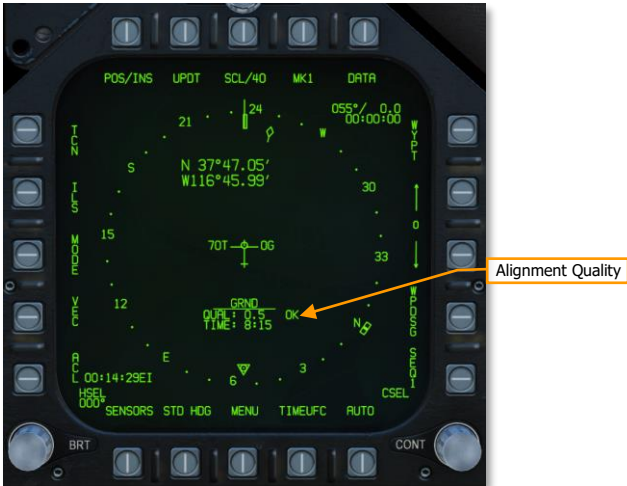 POS/INS UPDT SCL/40 MK1 DATA
24
055°/ 0.0
00:00:00
21
W
TCN
WYPT
N 37°47.05′
W116°45.99′
S
30
ILS
0
15
MODE
70T 0G
33
Alignment Quality
GRND
QUAL: 0.5 OK
TIME: 8:15
12
VEC
N
WPDSG
E
3
6
ACL
SEQ1
00:14:29EI
HSEL
000°
CSEL
SENSORS STD HDG MENU TIMEUFC AUTO
BRT
CONT